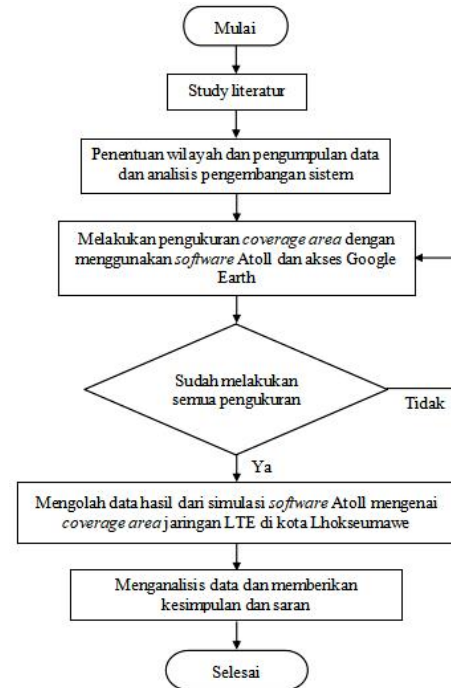 Mulai
Study literatur
Penentuan wilayah dan pengumpulan data
dan analisis pengembangan sistem
Melakukan pengukuran coverage area dengan
menggunakan software Atoll dan akses Google
Earth
Sudah melakukan
semua pengukuran
Tidak
Ya
Mengolah data hasil dari simulasi software Atoll mengenai
coverage area jaringan LTE di kota Lhokseumawe
Menganalisis data dan memberikan
kesimpulan dan saran
Selesai